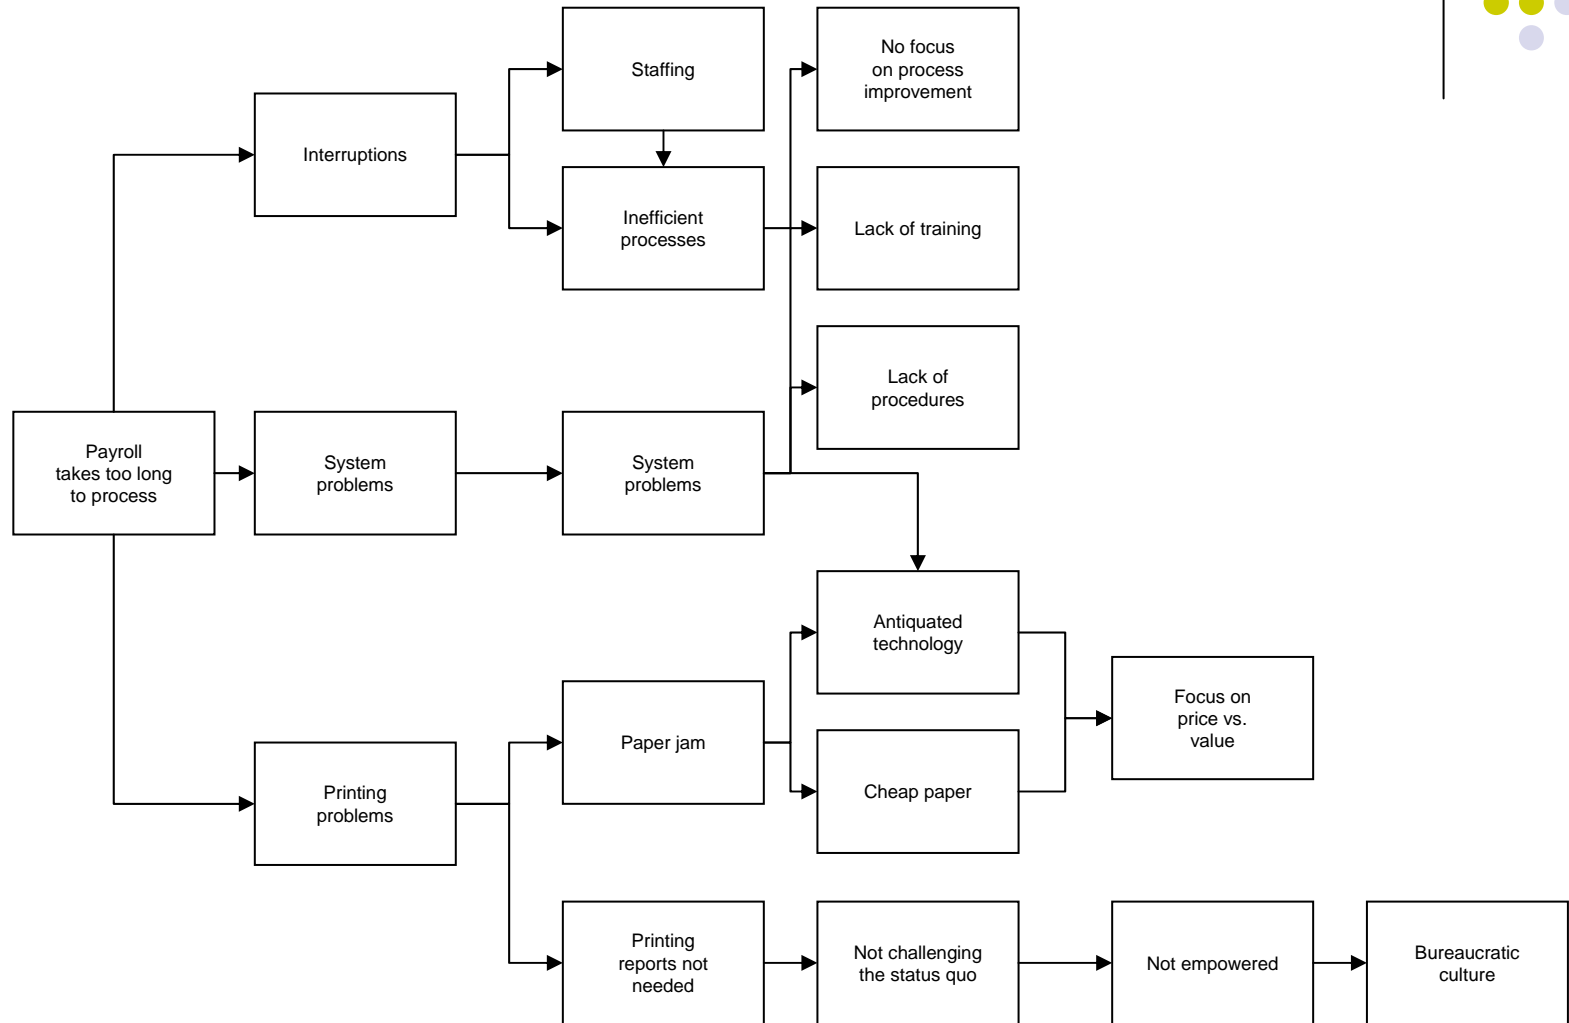 Staffing
No focus
on process
improvement
Interruptions
Inefficient
processes
Lack of training
Lack of
procedures
Payroll
takes too long
to process
System
problems
System
problems
Antiquated
technology
Focus on
price vs.
value
Paper jam
Cheap paper
Printing
problems
Printing
reports not
needed
Not challenging
the status quo
Not empowered
Bureaucratic
culture